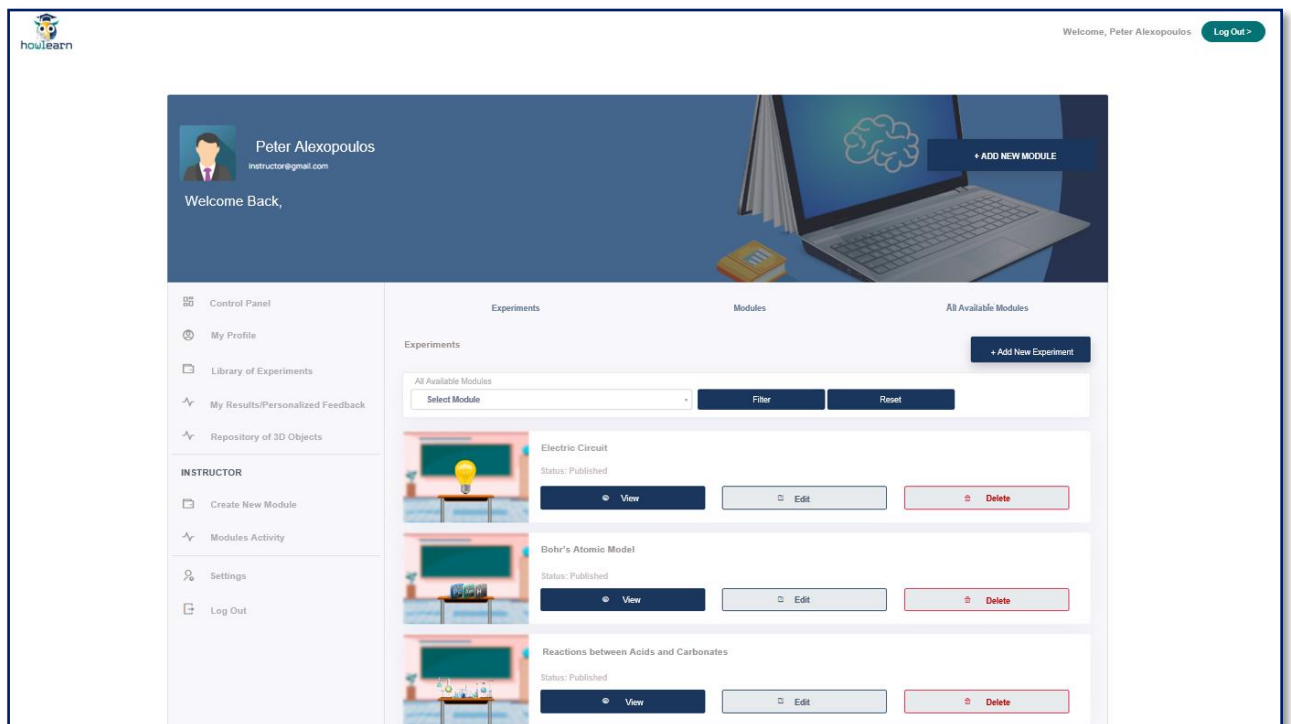 howlearn
Welcome, Peter Alexopoulos
Log Out >
Peter Alexopoulos
instructor@gmail.com
Welcome Back,
+ ADD NEW MODULE
Control Panel
My Profile
Library of Experiments
My Results/Personalized Feedback
Repository of 3D Objects
INSTRUCTOR
Create New Module
Modules Activity
Settings
Log Out
Experiments
Modules
All Available Modules
Experiments
+ Add New Experiment
All Available Modules
Select Module
Filter
Reset
Electric Circuit
Status: Published
View
Edit
Delete
Bohr's Atomic Model
Status: Published
View
Edit
Delete
Reactions between Acids and Carbonates
Status: Published
View
Edit
Delete